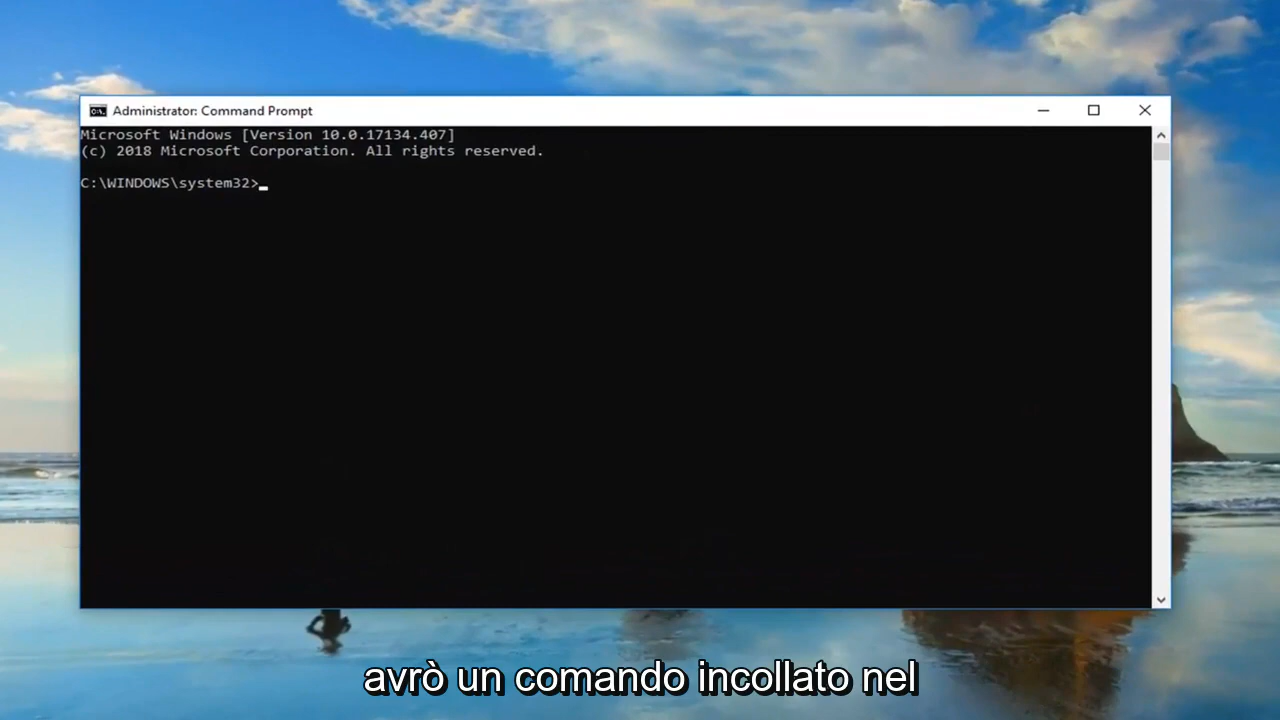 Administrator: Command Prompt
Microsoft Windows [Version 10.0.17134.407]
(c) 2018 Microsoft Corporation. All rights reserved.
C:\WINDOWS\system32>
avrò un comando incollato nel